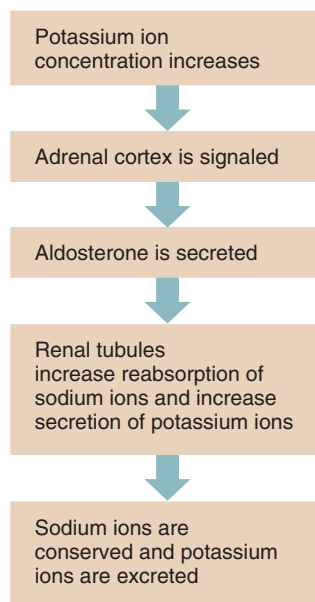 Potassium ion
concentration increases
Adrenal cortex is signaled
Aldosterone is secreted
Renal tubules
increase reabsorption of
sodium ions and increase
secretion of potassium ions
Sodium ions are
conserved and potassium
ions are excreted